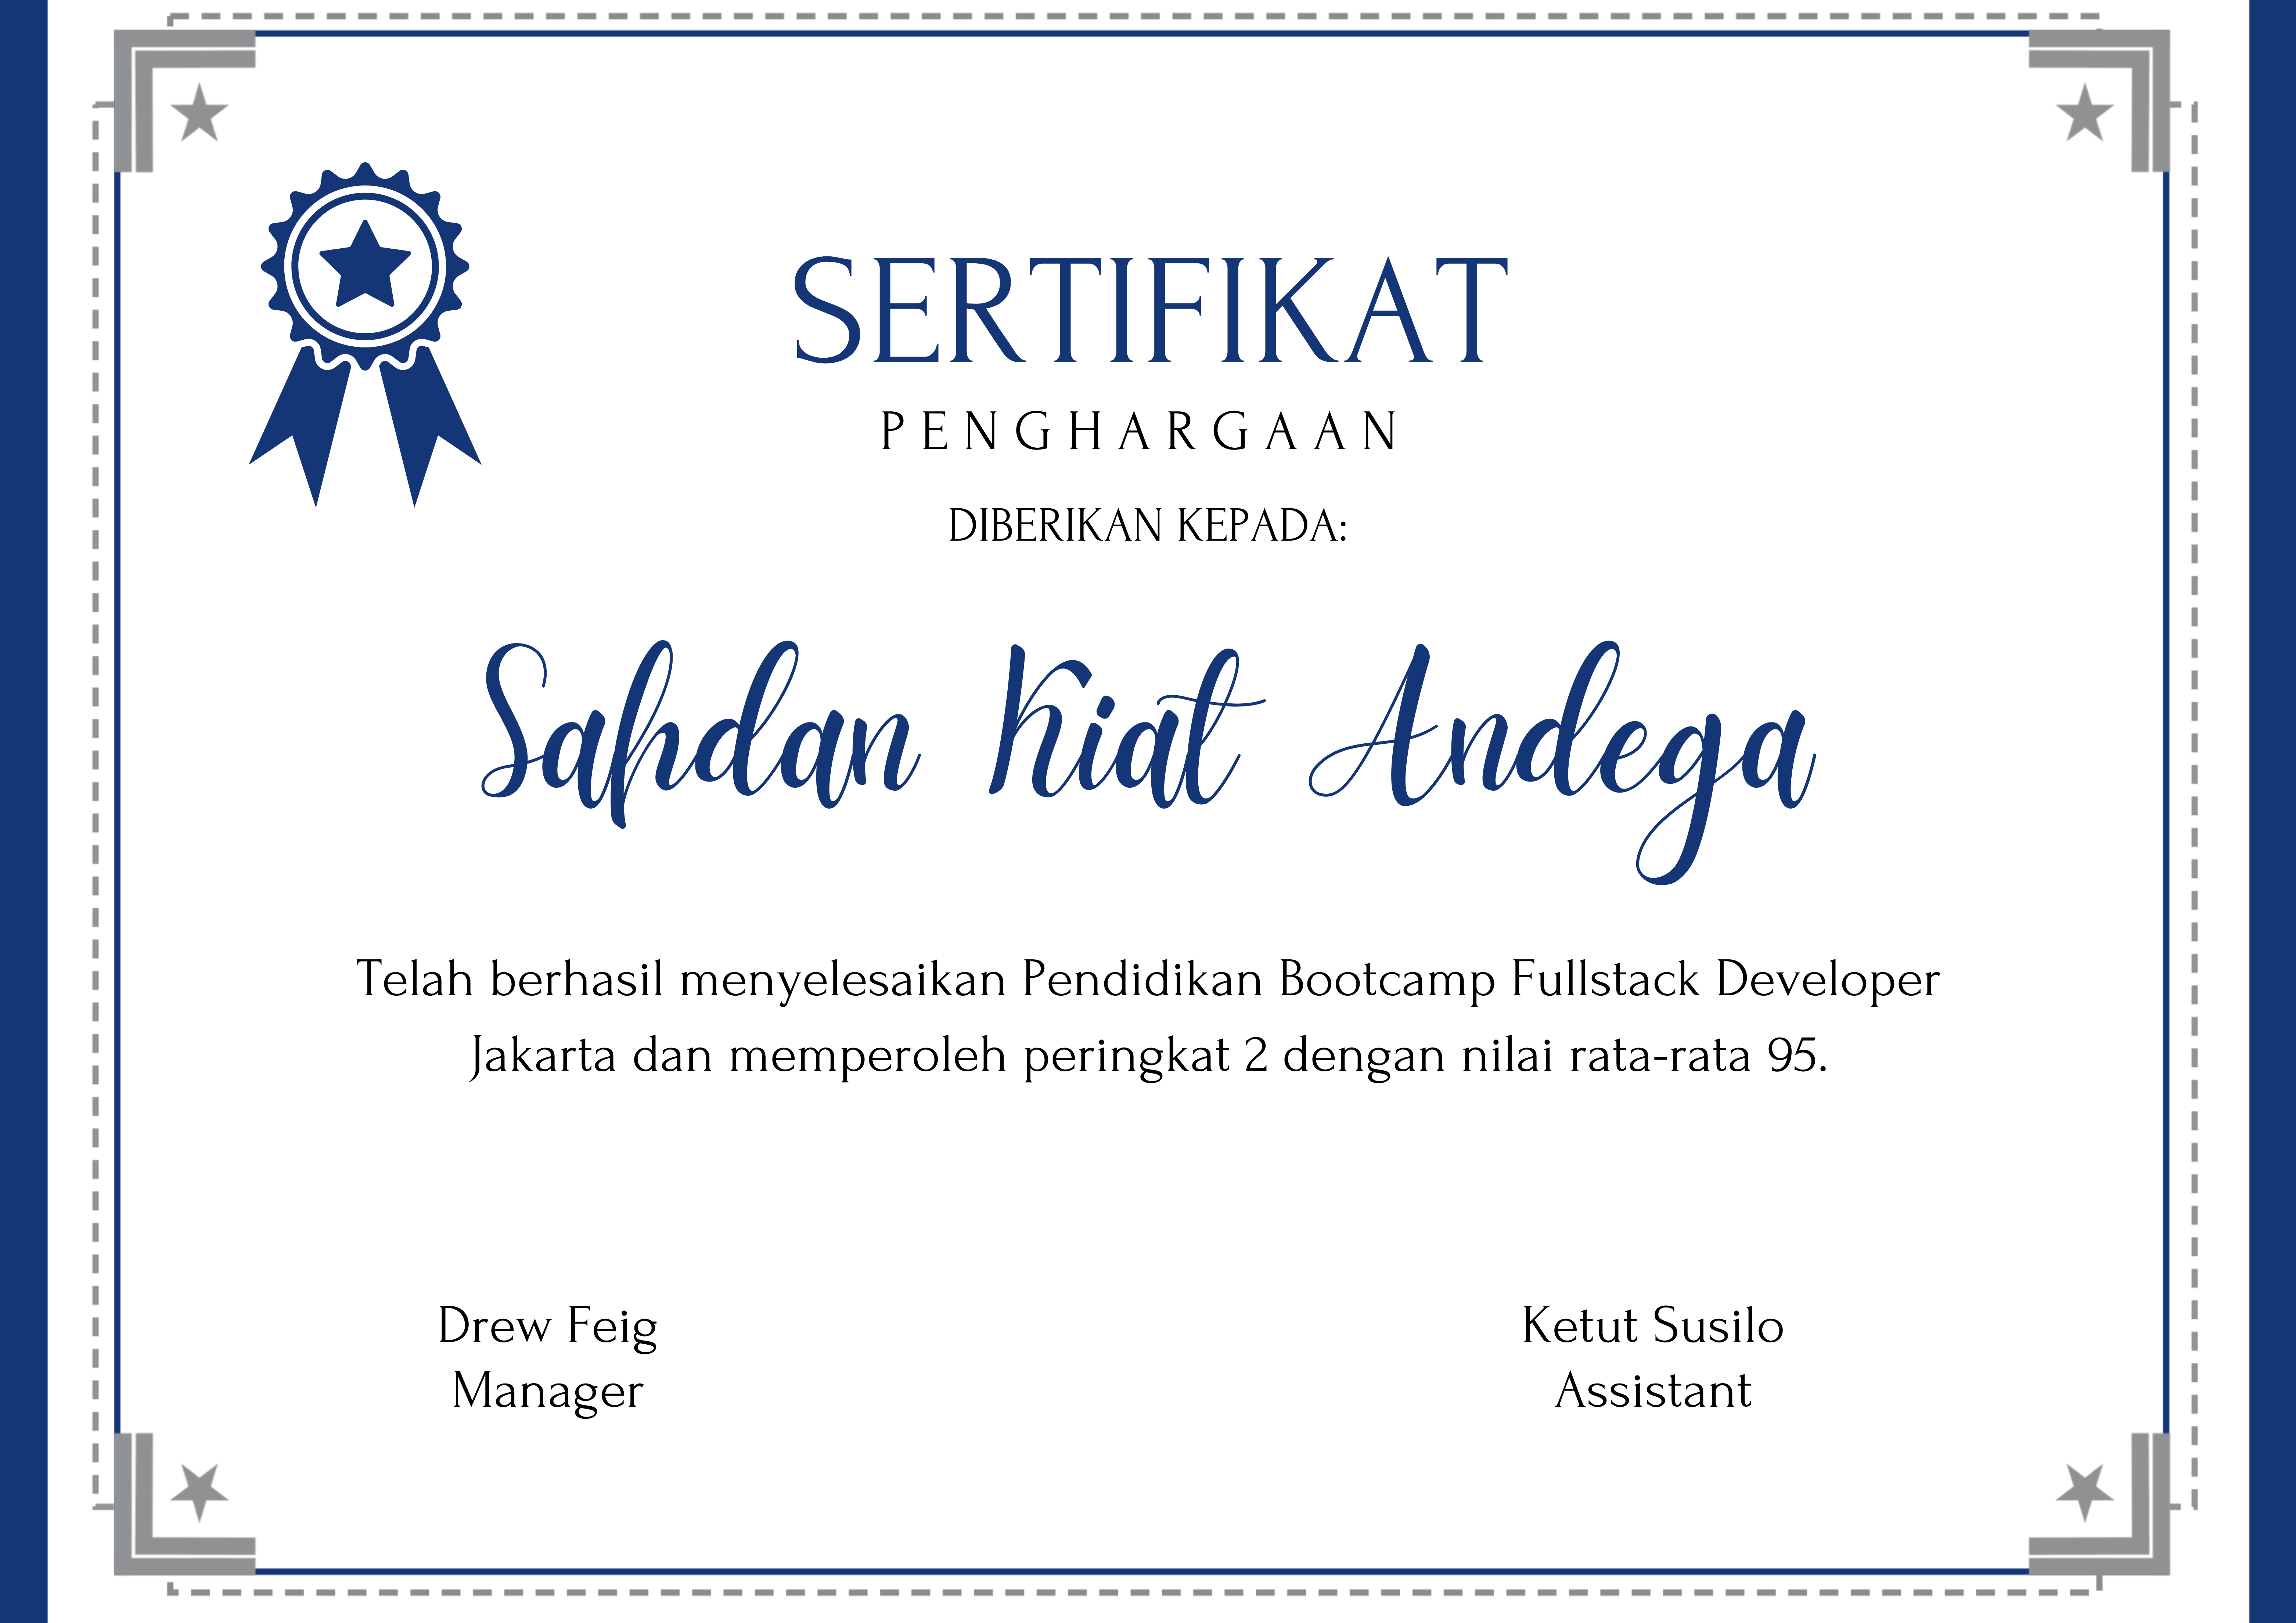 SERTIFIKAT
PENGHARGAAN
DIBERIKAN KEPADA:
Sahdan Kiat Andega
Telah berhasil menyelesaikan Pendidikan Bootcamp Fullstack Developer
Jakarta dan memperoleh peringkat 2 dengan nilai rata-rata 95.
Drew Feig
Manager
Ketut Susilo
Assistant